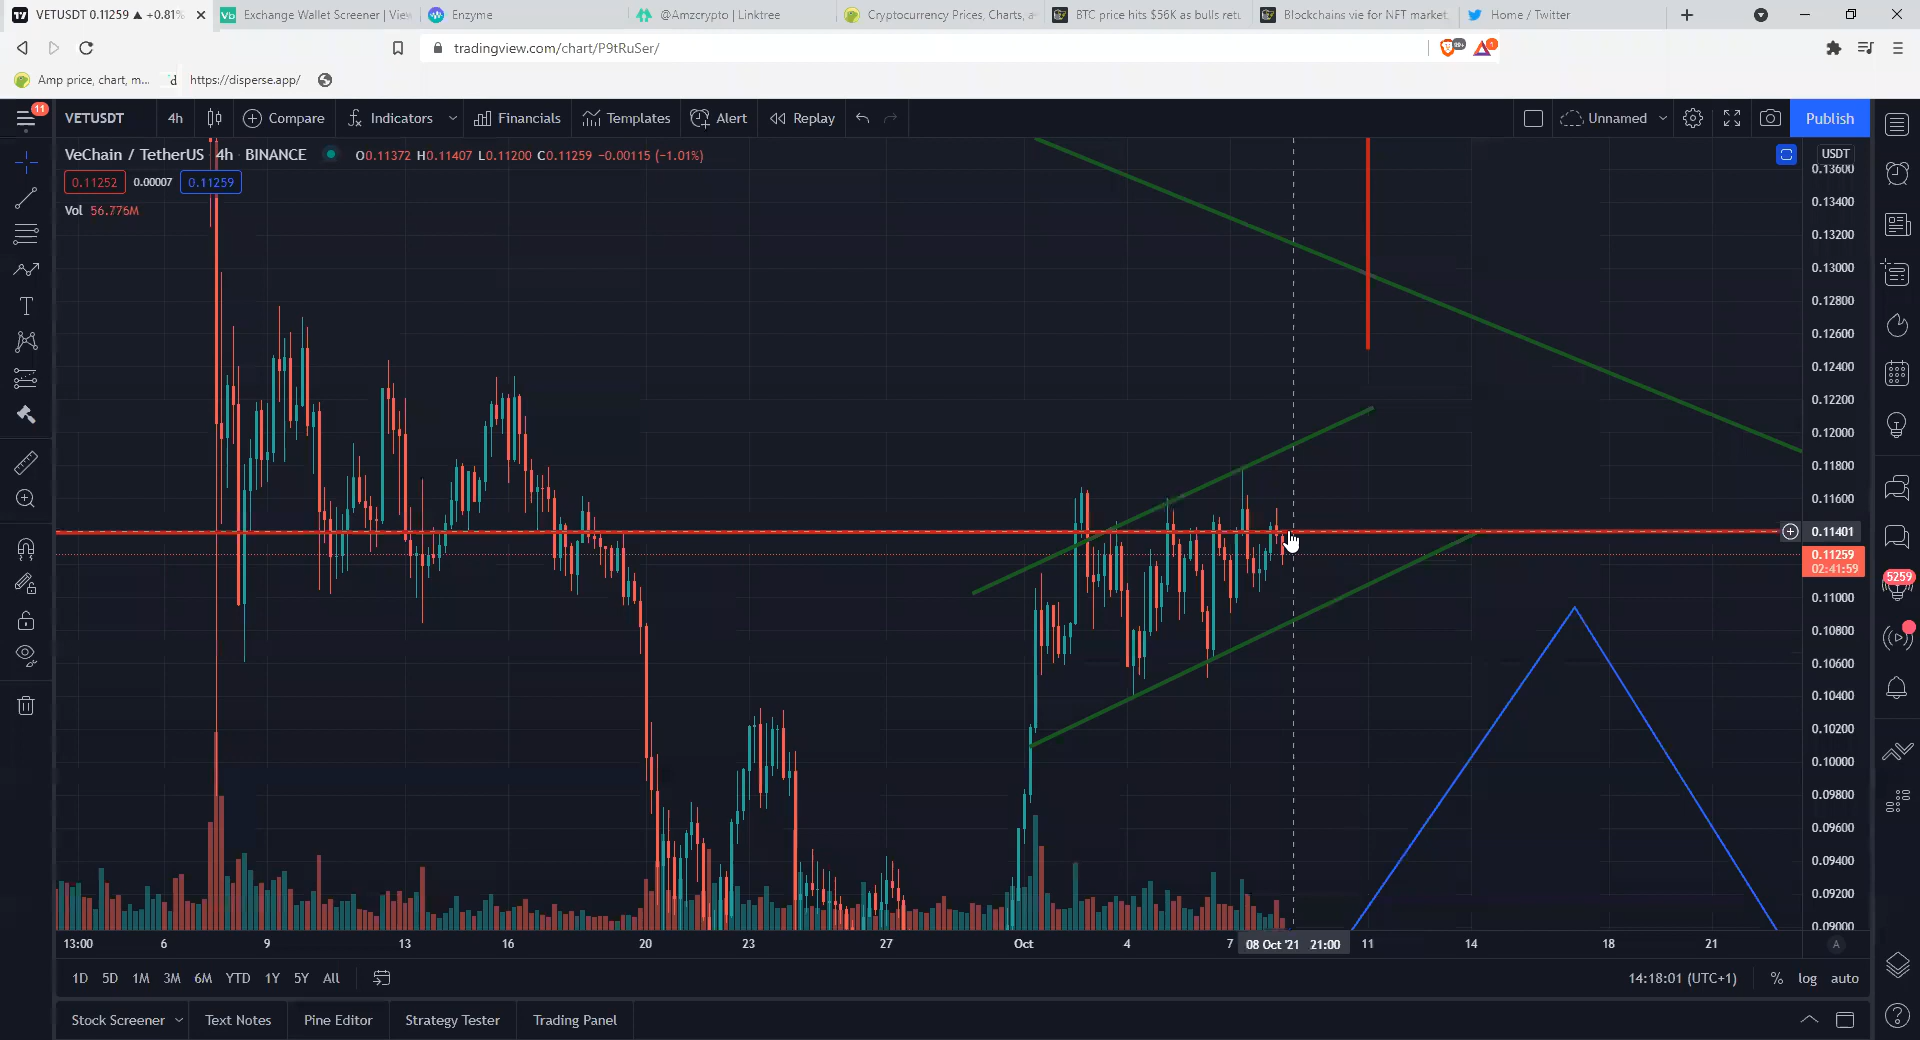 VETUSDT 0.11259 ▲ +0.81%
Exchange Wallet Screener | Viev
Enzyme
@Amzcrypto | Linktree
Cryptocurrency Prices, Charts, a
BTC price hits $56K as bulls retu
Blockchains vie for NFT market,
Home / Twitter
tradingview.com/chart/P9tRuSer/
99+
1
Amp price, chart, m...
d
https://disperse.app/
11
VETUSDT
4h
Compare
Indicators
Financials
Templates
Alert
Replay
Unnamed
Publish
VeChain / TetherUS 4h BINANCE
O0.11372 H0.11407 L0.11200 C0.11259 −0.00115 (−1.01%)
0.11252
0.00007
0.11259
Vol 56.776M
USDT
0.13600
0.13400
0.13200
0.13000
0.12800
0.12600
0.12400
0.12200
0.12000
0.11800
0.11600
0.11401
0.11259
02:41:59
0.11000
0.10800
0.10600
0.10400
0.10200
0.10000
0.09800
0.09600
0.09400
0.09200
0.09000
5259
13:00
6
9
13
16
20
23
27
Oct
4
7
08 Oct '21 21:00
11
14
18
21
A
1D
5D
1M
3M
6M
YTD
1Y
5Y
All
14:18:01 (UTC+1)
%
log
auto
Stock Screener
Text Notes
Pine Editor
Strategy Tester
Trading Panel